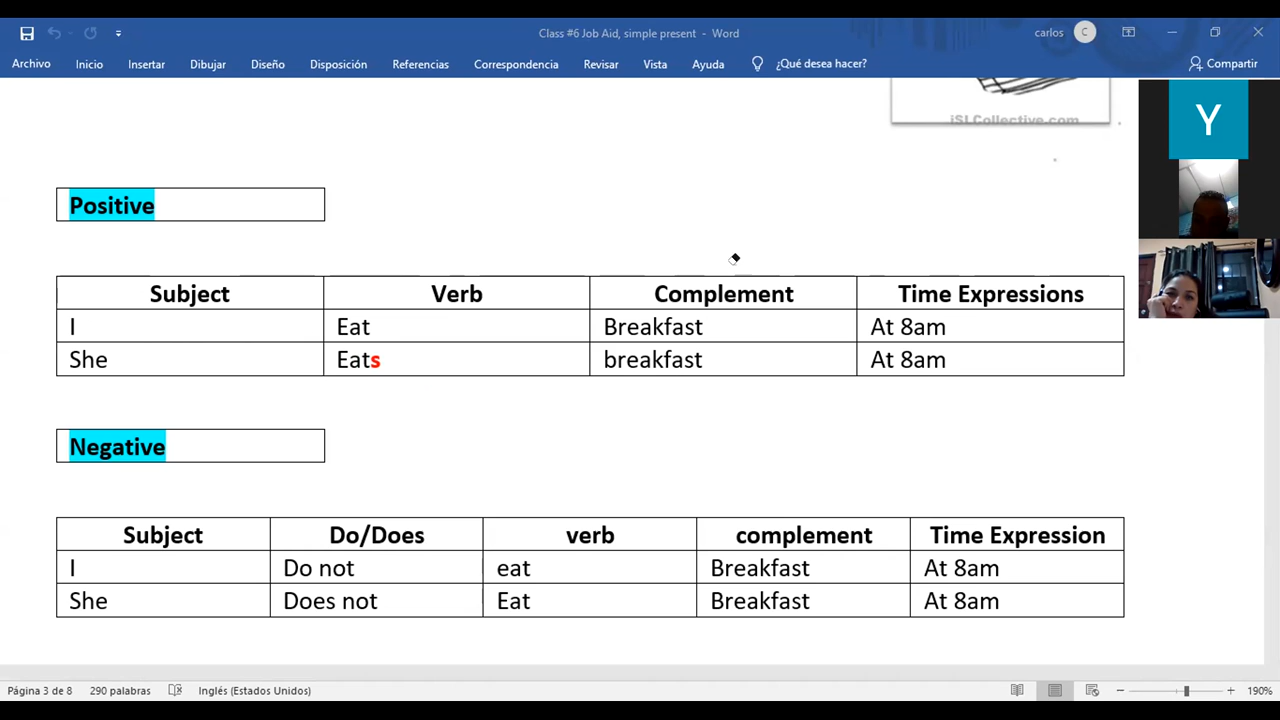 Class #6 Job Aid, simple present - Word
carlos C
Archivo Inicio Insertar Dibujar Diseño Disposición Referencias Correspondencia Revisar Vista Ayuda ¿Qué desea hacer? Compartir
Y
iSLCollective.com
Positive
Subject Verb Complement Time Expressions
I Eat Breakfast At 8am
She Eats breakfast At 8am
Negative
Subject Do/Does verb complement Time Expression
I Do not eat Breakfast At 8am
She Does not Eat Breakfast At 8am
Página 3 de 8 290 palabras Inglés (Estados Unidos) 190%